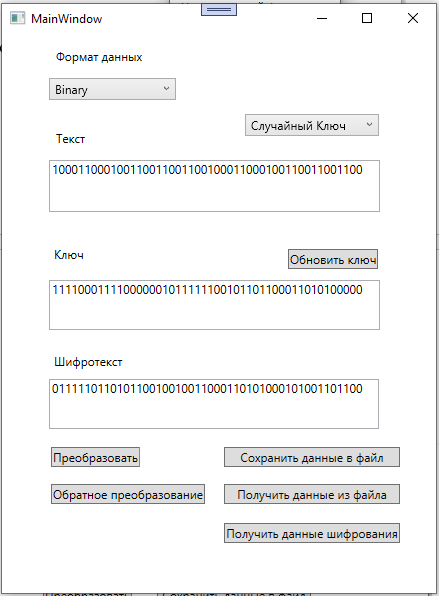 MainWindow
Формат данных
Binary
Случайный Ключ
Текст
100011000100110011001100100011000100110011001100
Ключ
Обновить ключ
111100011110000001011111100101101100011010100000
Шифротекст
011111011010110010010011000110101000101001101100
Преобразовать
Сохранить данные в файл
Обратное преобразование
Получить данные из файла
Получить данные шифрования